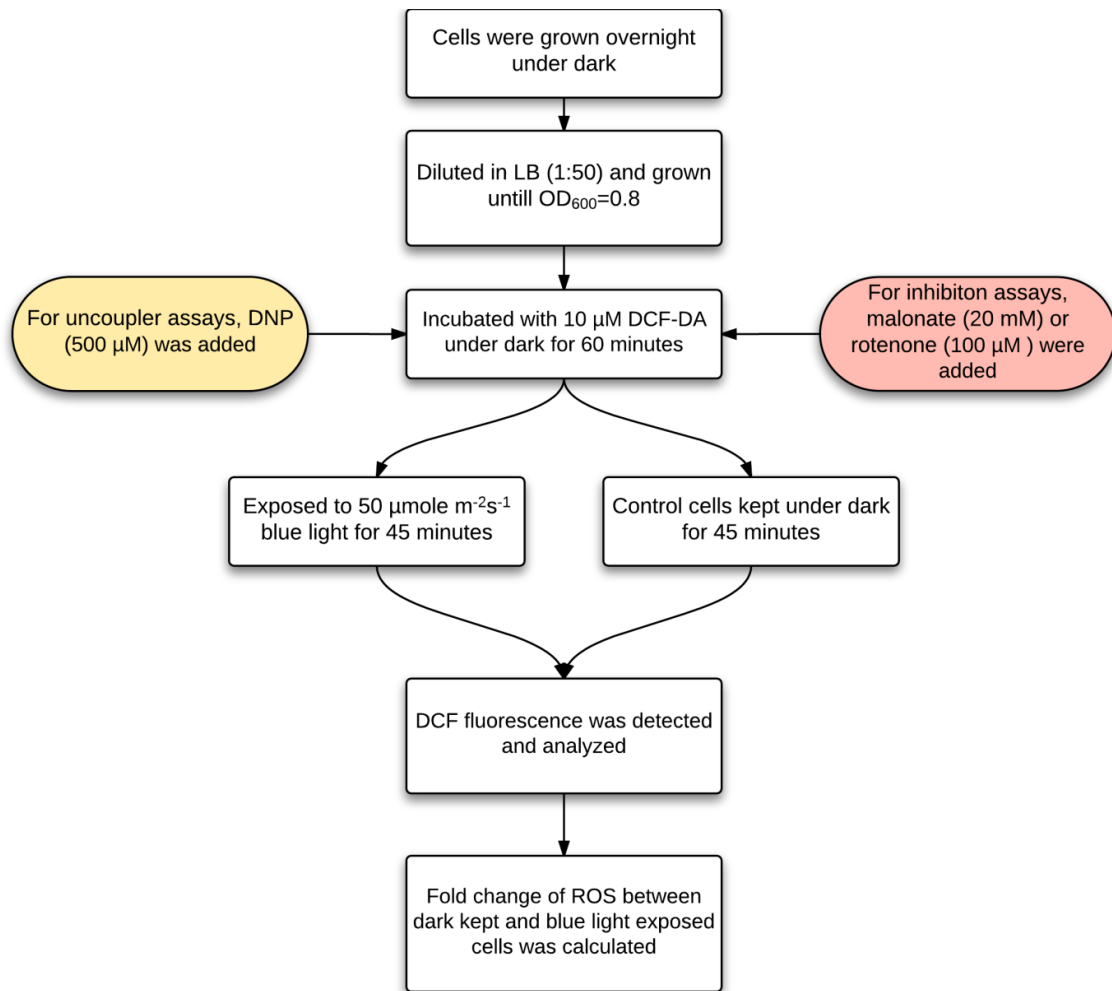 Cells were grown overnight
under dark
Diluted in LB (1:50) and grown
untill OD₆₀₀=0.8
For uncoupler assays, DNP
(500 µM) was added
Incubated with 10 µM DCF-DA
under dark for 60 minutes
For inhibiton assays,
malonate (20 mM) or
rotenone (100 µM ) were
added
Exposed to 50 µmole m⁻²s⁻¹
blue light for 45 minutes
Control cells kept under dark
for 45 minutes
DCF fluorescence was detected
and analyzed
Fold change of ROS between
dark kept and blue light exposed
cells was calculated